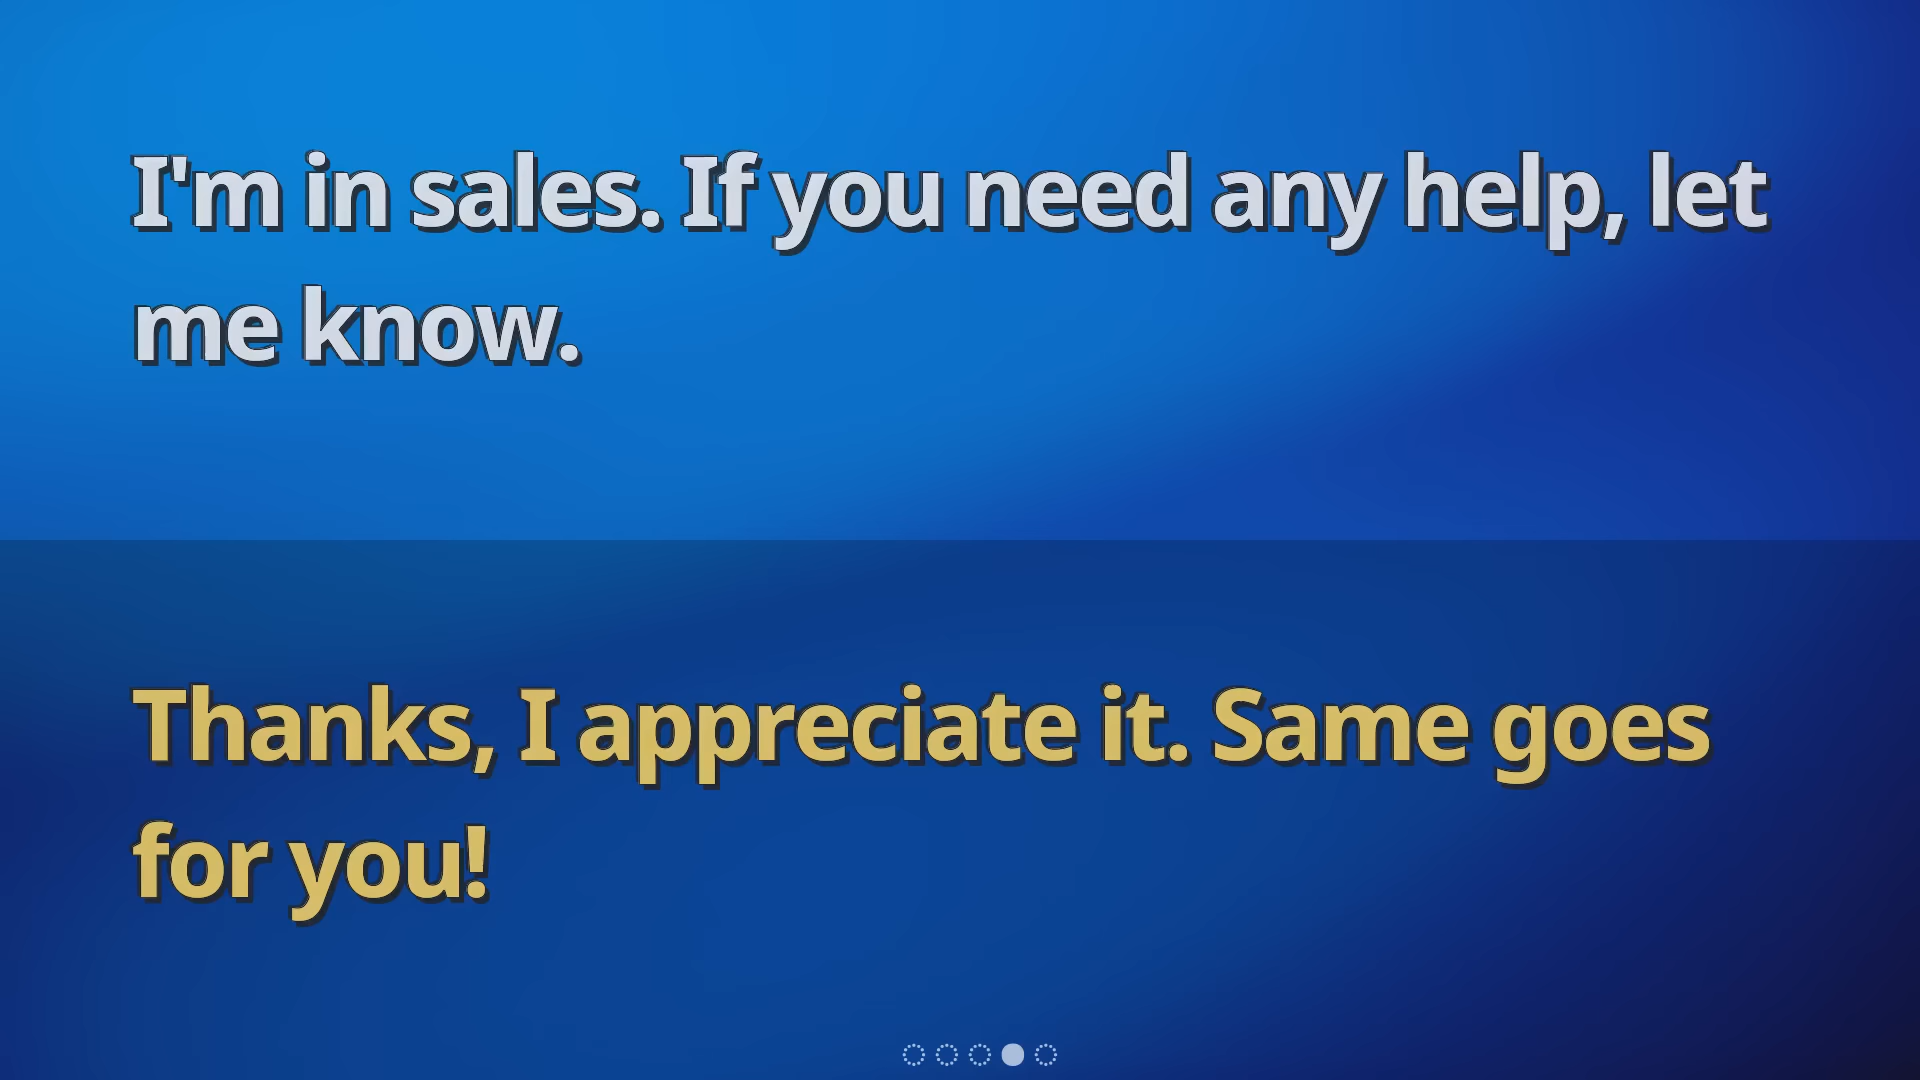 I'm in sales. If you need any help, let
me know.
Thanks, I appreciate it. Same goes
for you!